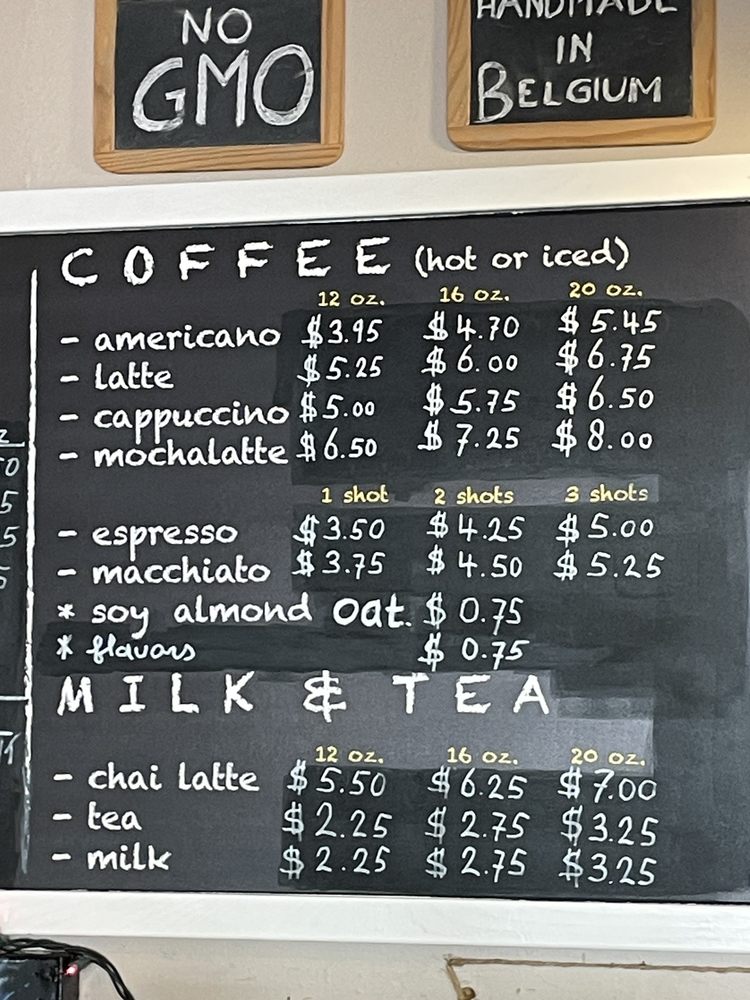 NO
GMO
HANDMADE
IN
BELGIUM
COFFEE (hot or iced)
12 oz. 16 oz. 20 oz.
- americano $3.95 $4.70 $5.45
- latte $5.25 $6.00 $6.75
- cappuccino $5.00 $5.75 $6.50
- mochalatte $6.50 $7.25 $8.00
1 shot 2 shots 3 shots
- espresso $3.50 $4.25 $5.00
- macchiato $3.75 $4.50 $5.25
* soy almond oat. $0.75
* flavors $0.75
MILK & TEA
12 oz. 16 oz. 20 oz.
- chai latte $5.50 $6.25 $7.00
- tea $2.25 $2.75 $3.25
- milk $2.25 $2.75 $3.25